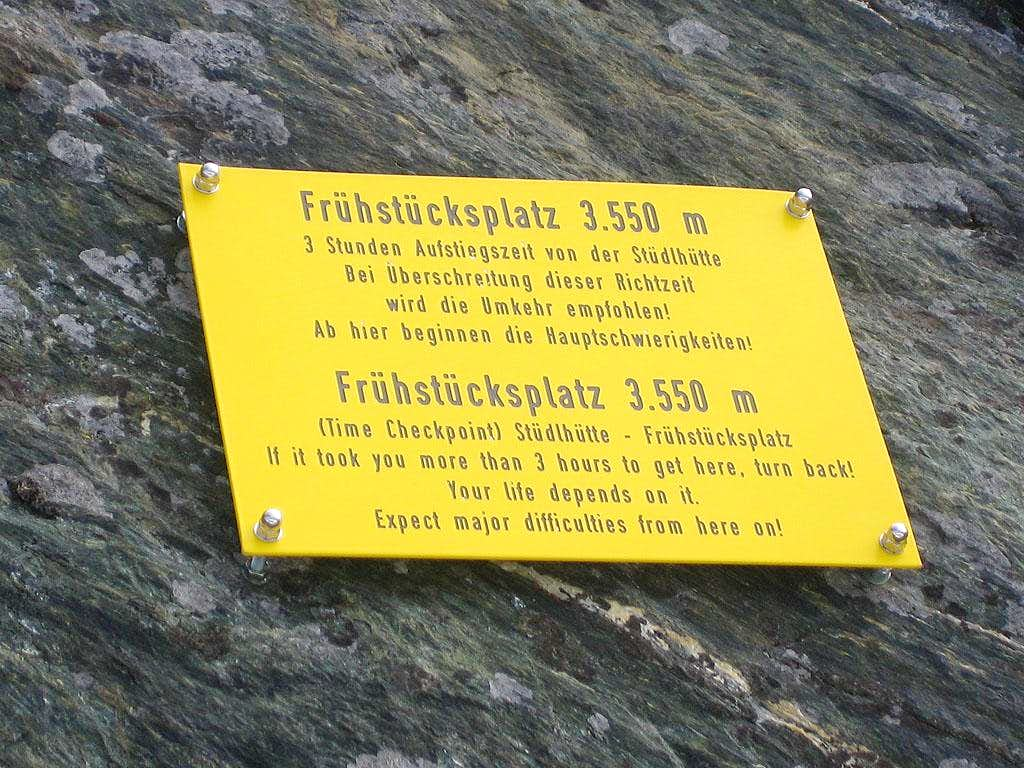 Frühstücksplatz 3.550 m
3 Stunden Aufstiegszeit von der Stüdlhütte
Bei Überschreitung dieser Richtzeit
wird die Umkehr empfohlen!
Ab hier beginnen die Hauptschwierigkeiten!
Frühstücksplatz 3.550 m
(Time Checkpoint) Stüdlhütte - Frühstücksplatz
If it took you more than 3 hours to get here, turn back!
Your life depends on it.
Expect major difficulties from here on!